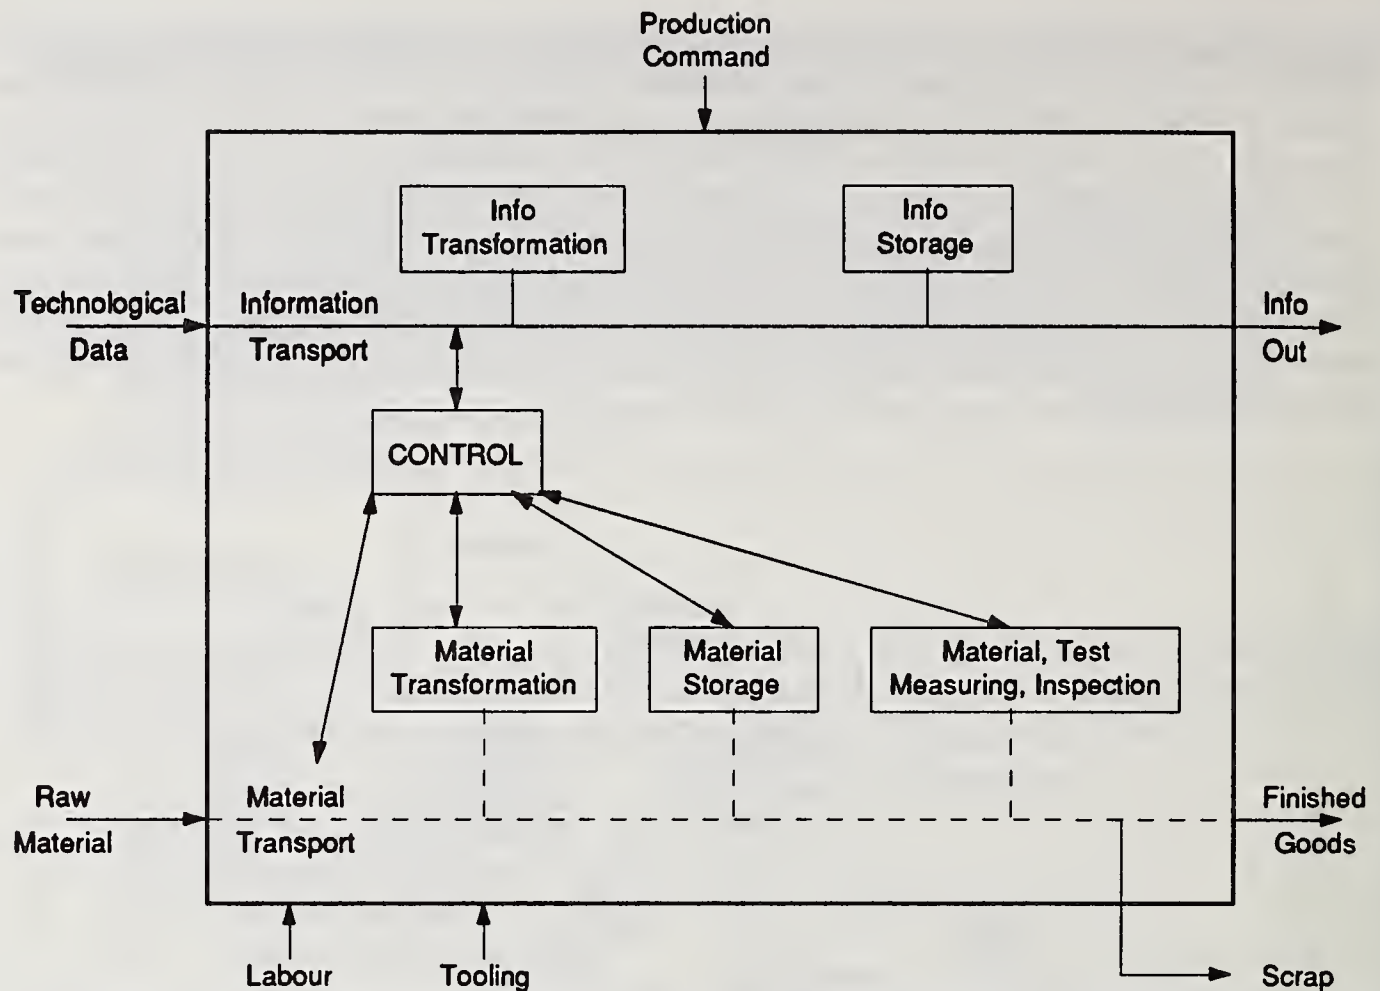 Production
Command
Info
Transformation
Info
Storage
Technological
Data
Information
Transport
Info
Out
CONTROL
Material
Transformation
Material
Storage
Material, Test
Measuring, Inspection
Raw
Material
Material
Transport
Finished
Goods
Labour
Tooling
Scrap